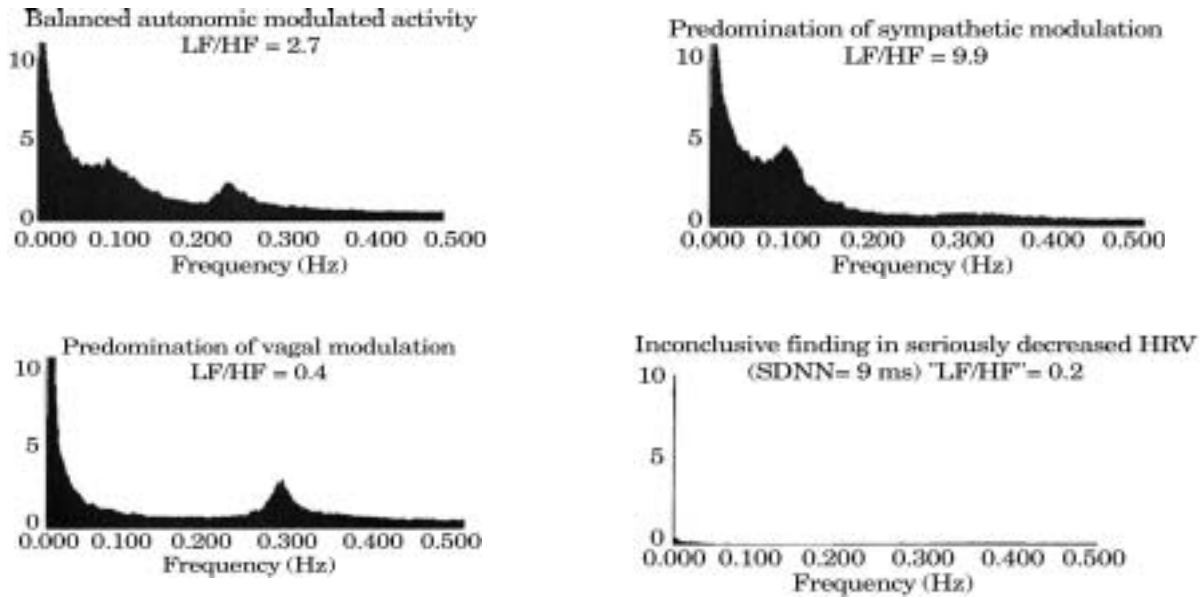 Balanced autonomic modulated activity
LF/HF = 2.7
10
5
0
0.000 0.100 0.200 0.300 0.400 0.500
Frequency (Hz)
Predomination of sympathetic modulation
LF/HF = 9.9
10
5
0
0.000 0.100 0.200 0.300 0.400 0.500
Frequency (Hz)
Predomination of vagal modulation
LF/HF = 0.4
10
5
0
0.000 0.100 0.200 0.300 0.400 0.500
Frequency (Hz)
Inconclusive finding in seriously decreased HRV
(SDNN= 9 ms) "LF/HF"= 0.2
10
5
0
0.000 0.100 0.200 0.300 0.400 0.500
Frequency (Hz)